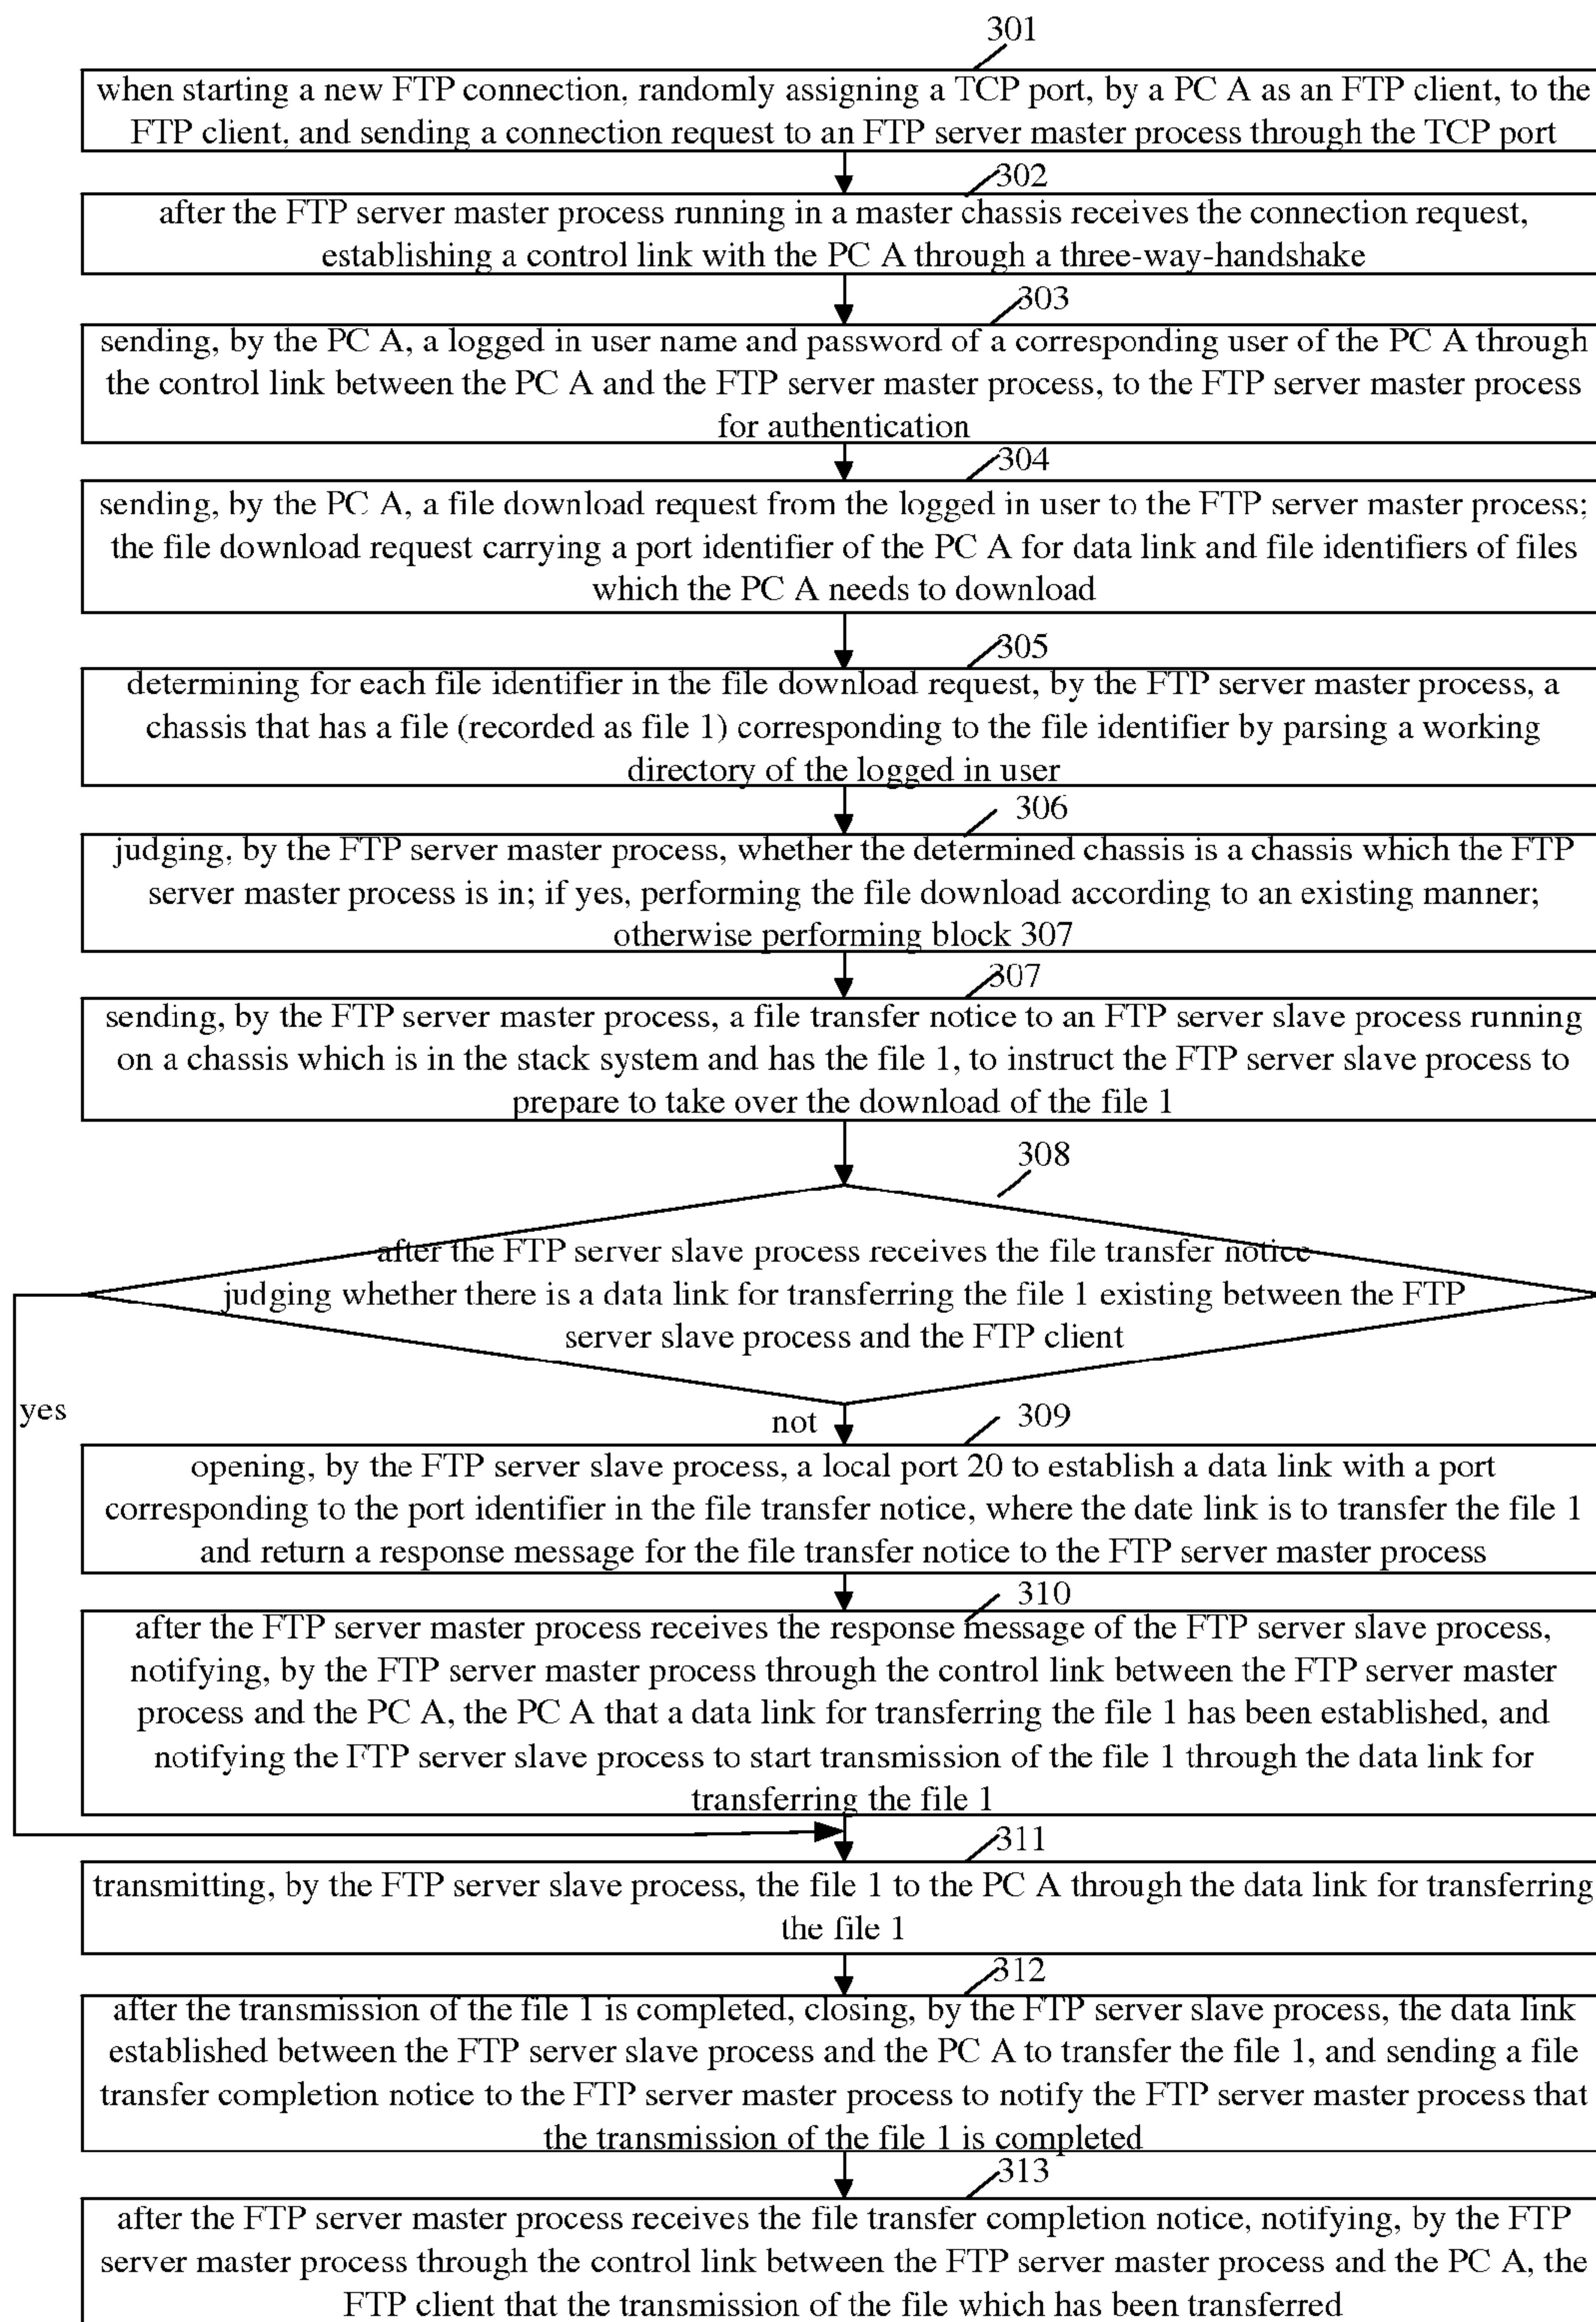 301
when starting a new FTP connection, randomly assigning a TCP port, by a PC A as an FTP client, to the
FTP client, and sending a connection request to an FTP server master process through the TCP port
302
after the FTP server master process running in a master chassis receives the connection request,
establishing a control link with the PC A through a three-way-handshake
303
sending, by the PC A, a logged in user name and password of a corresponding user of the PC A through
the control link between the PC A and the FTP server master process, to the FTP server master process
for authentication
304
sending, by the PC A, a file download request from the logged in user to the FTP server master process;
the file download request carrying a port identifier of the PC A for data link and file identifiers of files
which the PC A needs to download
305
determining for each file identifier in the file download request, by the FTP server master process, a
chassis that has a file (recorded as file 1) corresponding to the file identifier by parsing a working
directory of the logged in user
306
judging, by the FTP server master process, whether the determined chassis is a chassis which the FTP
server master process is in; if yes, performing the file download according to an existing manner;
otherwise performing block 307
307
sending, by the FTP server master process, a file transfer notice to an FTP server slave process running
on a chassis which is in the stack system and has the file 1, to instruct the FTP server slave process to
prepare to take over the download of the file 1
308
after the FTP server slave process receives the file transfer notice
judging whether there is a data link for transferring the file 1 existing between the FTP
server slave process and the FTP client
yes
not
309
opening, by the FTP server slave process, a local port 20 to establish a data link with a port
corresponding to the port identifier in the file transfer notice, where the date link is to transfer the file 1
and return a response message for the file transfer notice to the FTP server master process
310
after the FTP server master process receives the response message of the FTP server slave process,
notifying, by the FTP server master process through the control link between the FTP server master
process and the PC A, the PC A that a data link for transferring the file 1 has been established, and
notifying the FTP server slave process to start transmission of the file 1 through the data link for
transferring the file 1
311
transmitting, by the FTP server slave process, the file 1 to the PC A through the data link for transferring
the file 1
312
after the transmission of the file 1 is completed, closing, by the FTP server slave process, the data link
established between the FTP server slave process and the PC A to transfer the file 1, and sending a file
transfer completion notice to the FTP server master process to notify the FTP server master process that
the transmission of the file 1 is completed
313
after the FTP server master process receives the file transfer completion notice, notifying, by the FTP
server master process through the control link between the FTP server master process and the PC A, the
FTP client that the transmission of the file which has been transferred